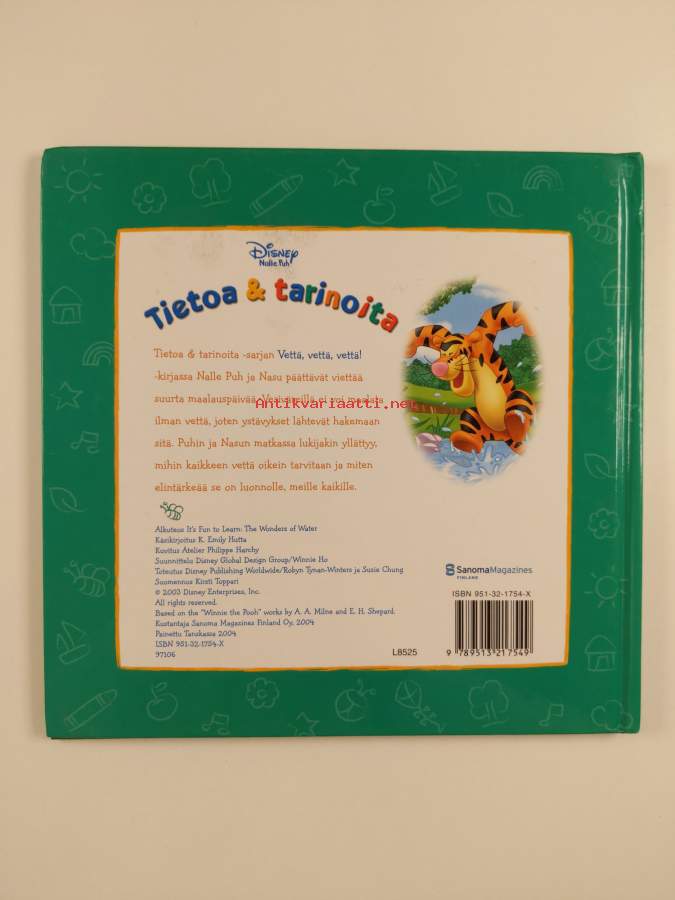 Disney
Nalle Puh
Tietoa & tarinoita
Tietoa & tarinoita -sarjan Vettä, vettä, vettä!
-kirjassa Nalle Puh ja Nasu päättävät viettää
suurta maalauspäivää. Vesiväreillä ei voi maalata
Antikvariaatti.net
ilman vettä, joten ystävykset lähtevät hakemaan
sitä. Puhin ja Nasun matkassa lukijakin yllättyy,
mihin kaikkeen vettä oikein tarvitaan ja miten
elintärkeää se on luonnolle, meille kaikille.
Alkuteos It's Fun to Learn: The Wonders of Water
Käsikirjoitus K. Emily Hutta
Kuvitus Atelier Philippe Harchy
Suunnittelu Disney Global Design Group/Winnie Ho
Toteutus Disney Publishing Worldwide/Robyn Tynan-Winters ja Susie Chung
Suomennos Kirsti Toppari
© 2003 Disney Enterprises, Inc.
All rights reserved.
Based on the "Winnie the Pooh" works by A. A. Milne and E. H. Shepard.
Kustantaja Sanoma Magazines Finland Oy, 2004
Painettu Tanskassa 2004
ISBN 951-32-1754-X
97106
L8525
SanomaMagazines
FINLAND
ISBN 951-32-1754-X
9 789513 217549